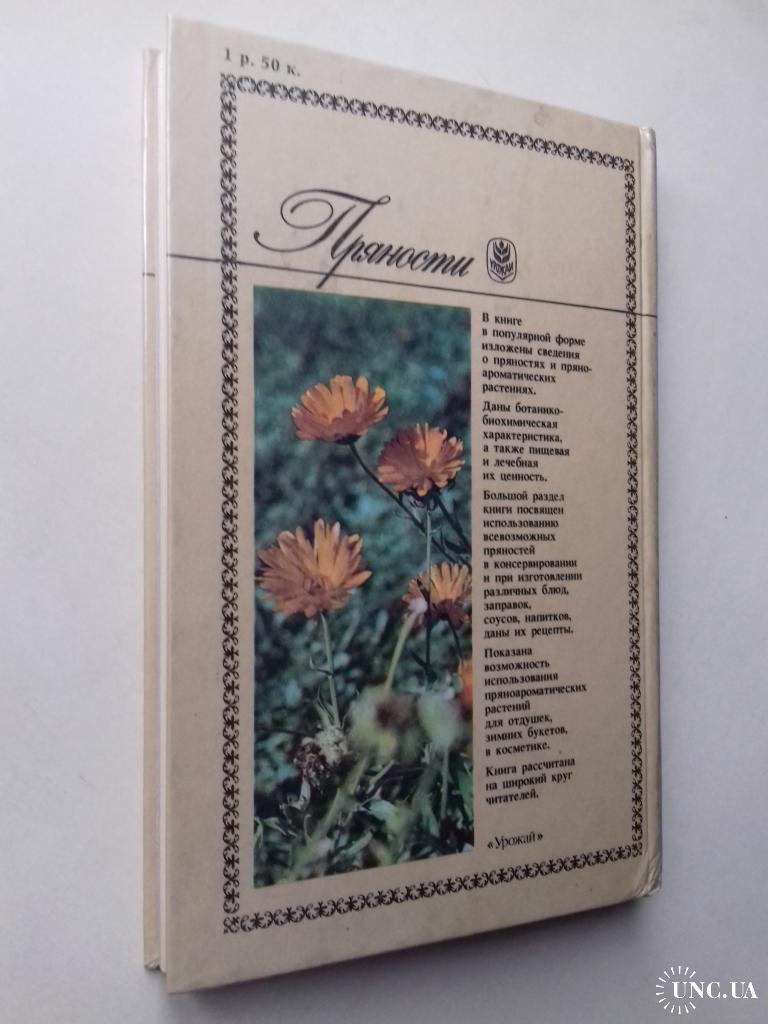 1 р. 50 к.
Пряности
УРОЖАЙ
В книге
в популярной форме
изложены сведения
о пряностях и пряно-
ароматических
растениях.
Даны ботанико-
биохимическая
характеристика,
а также пищевая
и лечебная
их ценность.
Большой раздел
книги посвящен
использованию
всевозможных
пряностей
в консервировании
и при изготовлении
различных блюд,
заправок,
соусов, напитков,
даны их рецепты.
Показана
возможность
использования
пряноароматических
растений
для отдушек,
зимних букетов,
в косметике.
Книга рассчитана
на широкий круг
читателей.
«Урожай»
UNC.UA